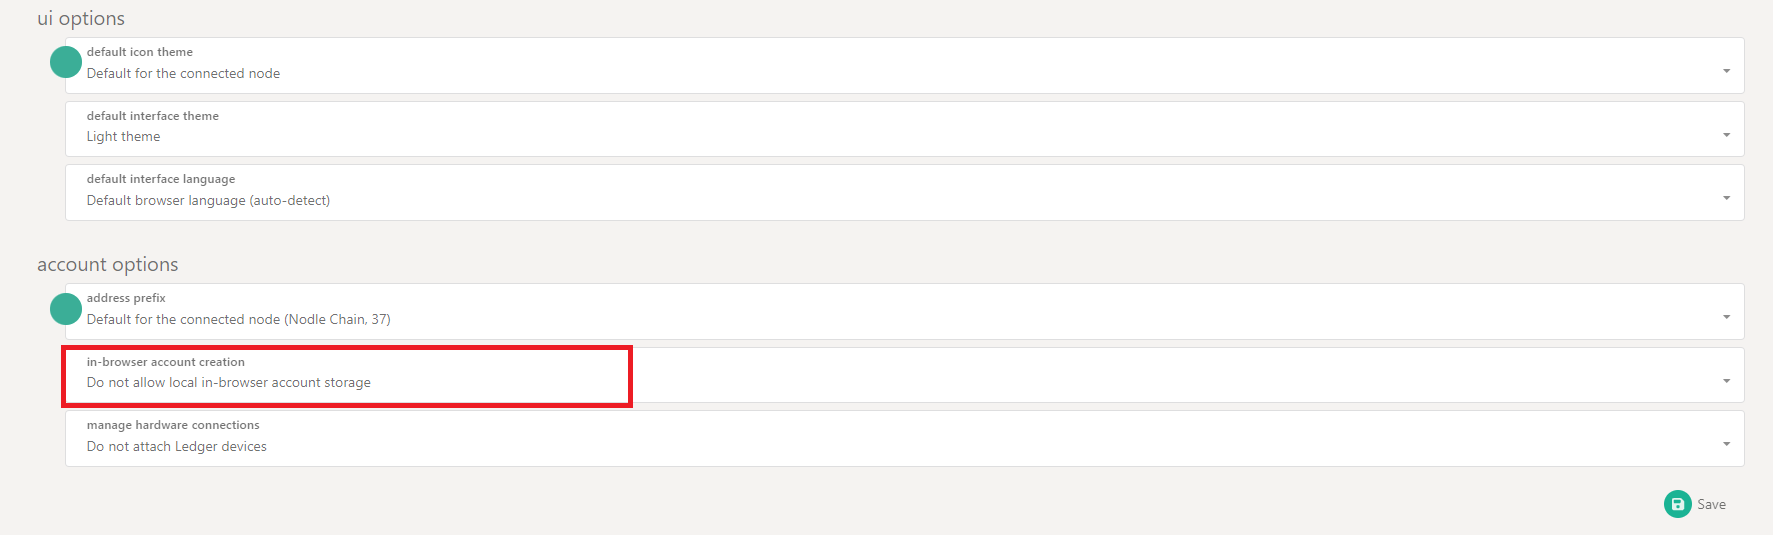 ui options
default icon theme
Default for the connected node
default interface theme
Light theme
default interface language
Default browser language (auto-detect)
account options
address prefix
Default for the connected node (Nodle Chain, 37)
in-browser account creation
Do not allow local in-browser account storage
manage hardware connections
Do not attach Ledger devices
Save